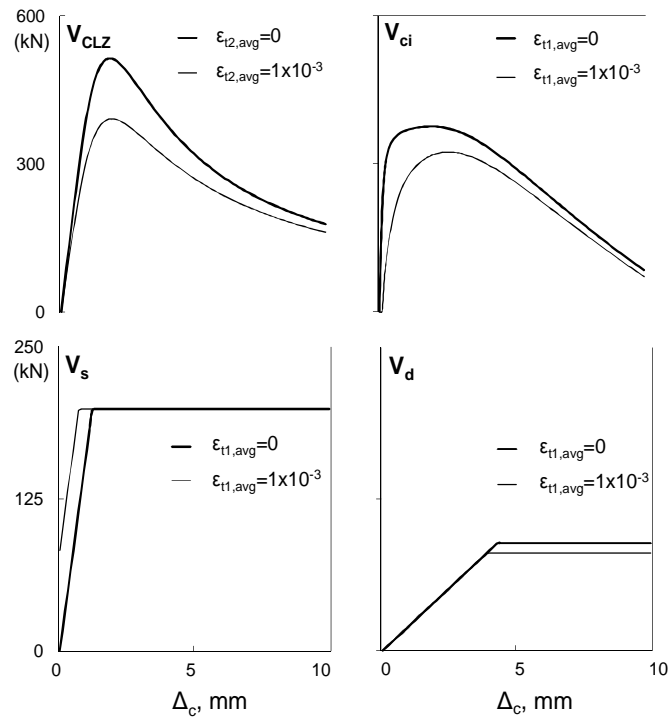 600
(kN)
V_CLZ
ε_t2,avg=0
ε_t2,avg=1x10⁻³
300
0
V_ci
ε_t1,avg=0
ε_t1,avg=1x10⁻³
250
(kN)
V_s
ε_t1,avg=0
ε_t1,avg=1x10⁻³
125
0
0 5 10
Δ_c, mm
V_d
ε_t1,avg=0
ε_t1,avg=1x10⁻³
0 5 10
Δ_c, mm